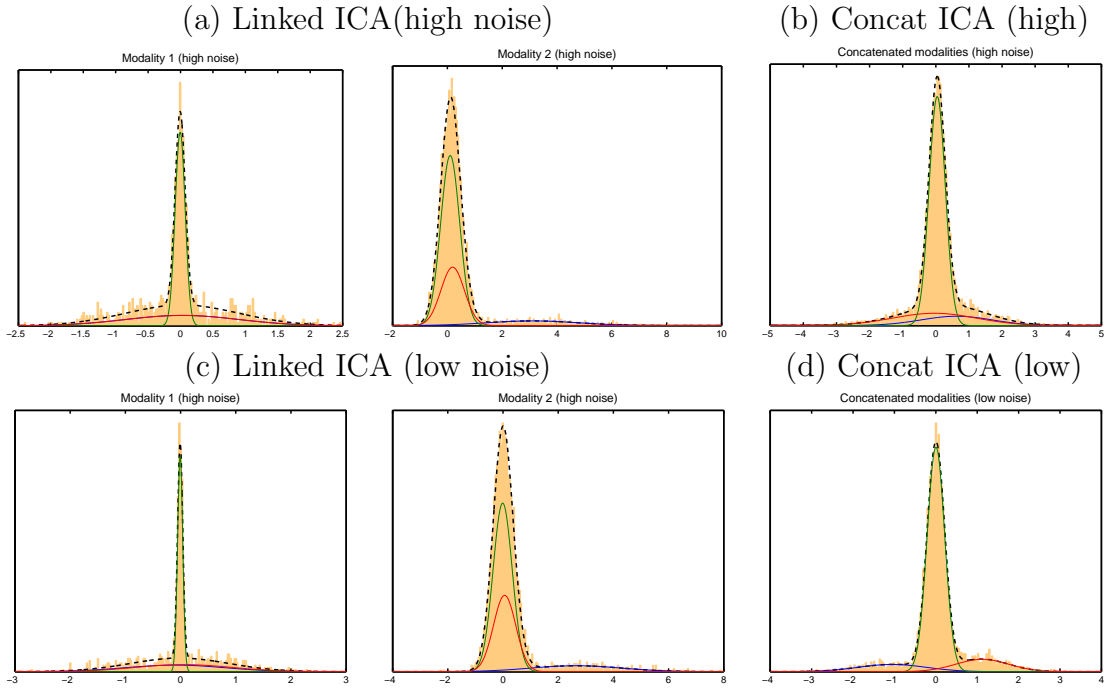 (a) Linked ICA(high noise)
(b) Concat ICA (high)
Modality 1 (high noise)
Modality 2 (high noise)
Concatenated modalities (high noise)
−2.5 −2 −1.5 −1 −0.5 0 0.5 1 1.5 2 2.5
−2 0 2 4 6 8 10
−5 −4 −3 −2 −1 0 1 2 3 4 5
(c) Linked ICA (low noise)
(d) Concat ICA (low)
Modality 1 (high noise)
Modality 2 (high noise)
Concatenated modalities (low noise)
−3 −2 −1 0 1 2 3
−4 −2 0 2 4 6 8
−4 −3 −2 −1 0 1 2 3 4